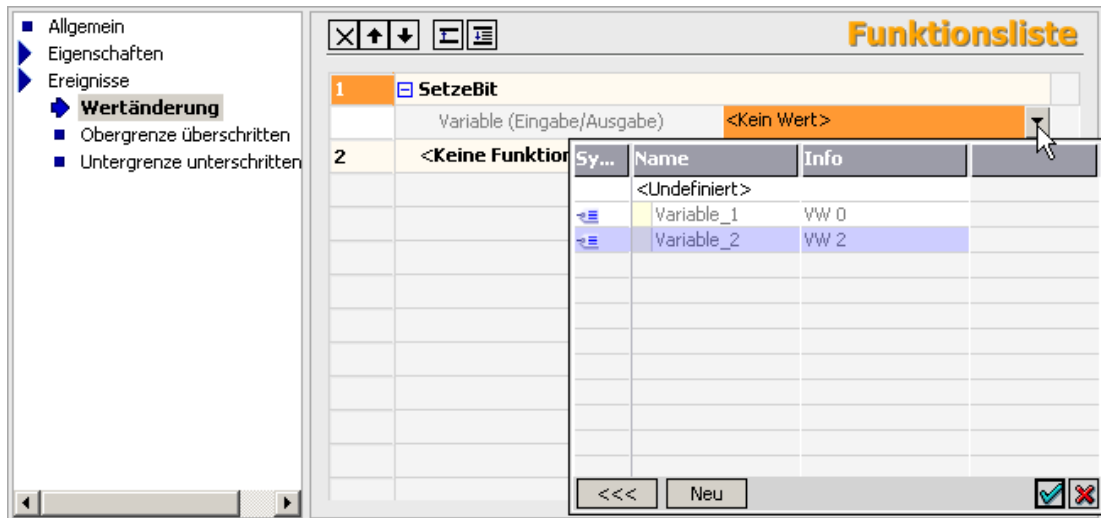 Allgemein
Eigenschaften
Ereignisse
Wertänderung
Obergrenze überschritten
Untergrenze unterschritten
Funktionsliste
1 SetzeBit
Variable (Eingabe/Ausgabe) <Kein Wert>
2 <Keine Funktion
Sy... Name Info
<Undefiniert>
Variable_1 VW 0
Variable_2 VW 2
<<< Neu